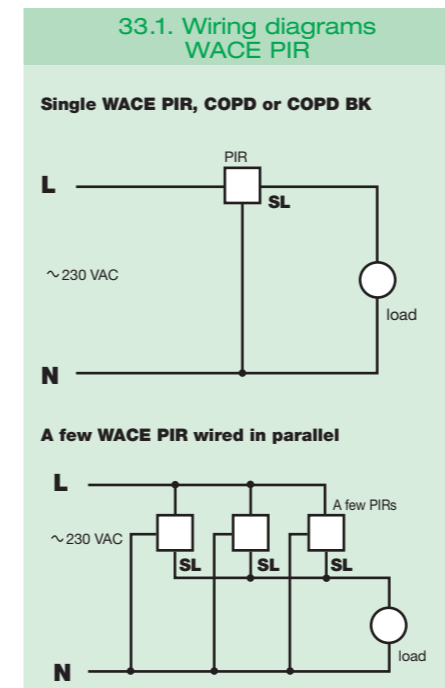 33.1. Wiring diagrams
WACE PIR
Single WACE PIR, COPD or COPD BK
PIR
L
SL
~230 VAC
load
N
A few WACE PIR wired in parallel
L
A few PIRs
~230 VAC
SL SL SL
load
N